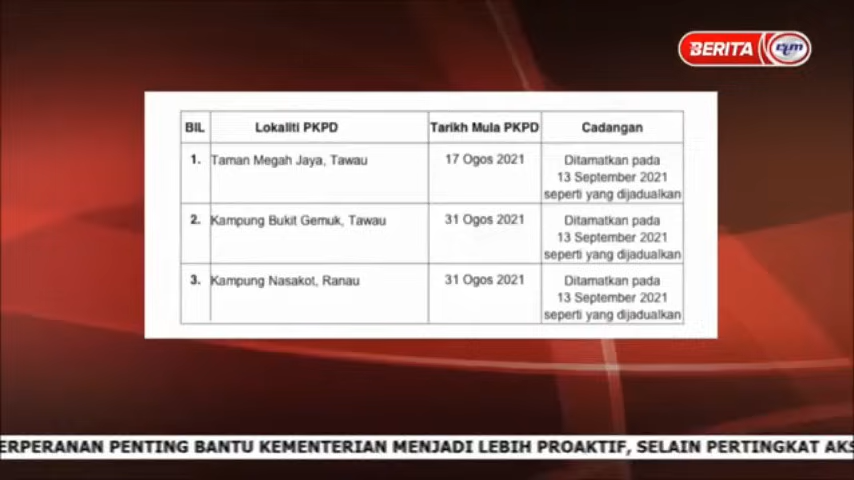 BERITA rtm
BIL Lokaliti PKPD Tarikh Mula PKPD Cadangan
1. Taman Megah Jaya, Tawau 17 Ogos 2021 Ditamatkan pada
13 September 2021
seperti yang dijadualkan
2. Kampung Bukit Gemuk, Tawau 31 Ogos 2021 Ditamatkan pada
13 September 2021
seperti yang dijadualkan
3. Kampung Nasakot, Ranau 31 Ogos 2021 Ditamatkan pada
13 September 2021
seperti yang dijadualkan
ERPERANAN PENTING BANTU KEMENTERIAN MENJADI LEBIH PROAKTIF, SELAIN PERTINGKAT AKS